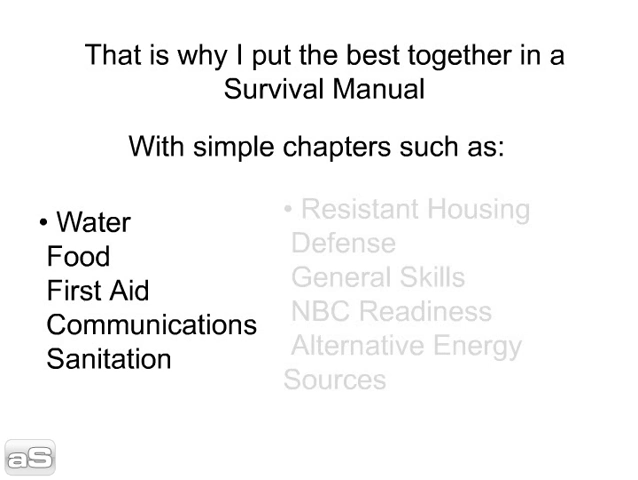 That is why I put the best together in a
Survival Manual
With simple chapters such as:
• Water
Food
First Aid
Communications
Sanitation
• Resistant Housing
Defense
General Skills
NBC Readiness
Alternative Energy
Sources
aS